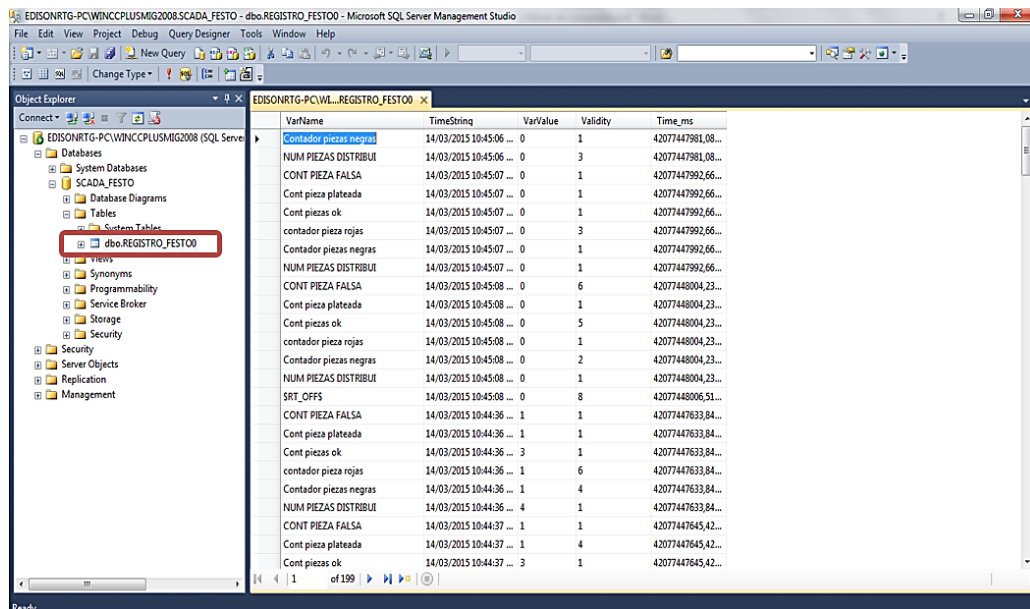 EDISONRTG-PC\WINCCPLUSMIG2008.SCADA_FESTO - dbo.REGISTRO_FESTO0 - Microsoft SQL Server Management Studio
File Edit View Project Debug Query Designer Tools Window Help
New Query
Change Type
Object Explorer
Connect
EDISONRTG-PC\WINCCPLUSMIG2008 (SQL Server
Databases
System Databases
SCADA_FESTO
Database Diagrams
Tables
System Tables
dbo.REGISTRO_FESTO0
Views
Synonyms
Programmability
Service Broker
Storage
Security
Security
Server Objects
Replication
Management
EDISONRTG-PC\WI....REGISTRO_FESTO0
VarName TimeString VarValue Validity Time_ms
Contador piezas negras 14/03/2015 10:45:06 ... 0 1 42077447981,08...
NUM PIEZAS DISTRIBUI 14/03/2015 10:45:06 ... 0 3 42077447981,08...
CONT PIEZA FALSA 14/03/2015 10:45:07 ... 0 1 42077447992,66...
Cont pieza plateada 14/03/2015 10:45:07 ... 0 1 42077447992,66...
Cont piezas ok 14/03/2015 10:45:07 ... 0 1 42077447992,66...
contador pieza rojas 14/03/2015 10:45:07 ... 0 3 42077447992,66...
Contador piezas negras 14/03/2015 10:45:07 ... 0 1 42077447992,66...
NUM PIEZAS DISTRIBUI 14/03/2015 10:45:07 ... 0 1 42077447992,66...
CONT PIEZA FALSA 14/03/2015 10:45:08 ... 0 6 42077448004,23...
Cont pieza plateada 14/03/2015 10:45:08 ... 0 1 42077448004,23...
Cont piezas ok 14/03/2015 10:45:08 ... 0 5 42077448004,23...
contador pieza rojas 14/03/2015 10:45:08 ... 0 1 42077448004,23...
Contador piezas negras 14/03/2015 10:45:08 ... 0 2 42077448004,23...
NUM PIEZAS DISTRIBUI 14/03/2015 10:45:08 ... 0 1 42077448004,23...
$RT_OFF$ 14/03/2015 10:45:08 ... 0 8 42077448006,51...
CONT PIEZA FALSA 14/03/2015 10:44:36 ... 1 1 42077447633,84...
Cont pieza plateada 14/03/2015 10:44:36 ... 1 1 42077447633,84...
Cont piezas ok 14/03/2015 10:44:36 ... 3 1 42077447633,84...
contador pieza rojas 14/03/2015 10:44:36 ... 1 6 42077447633,84...
Contador piezas negras 14/03/2015 10:44:36 ... 1 4 42077447633,84...
NUM PIEZAS DISTRIBUI 14/03/2015 10:44:36 ... 4 1 42077447633,84...
CONT PIEZA FALSA 14/03/2015 10:44:37 ... 1 1 42077447645,42...
Cont pieza plateada 14/03/2015 10:44:37 ... 1 4 42077447645,42...
Cont piezas ok 14/03/2015 10:44:37 ... 3 1 42077447645,42...
1 of 199
Ready